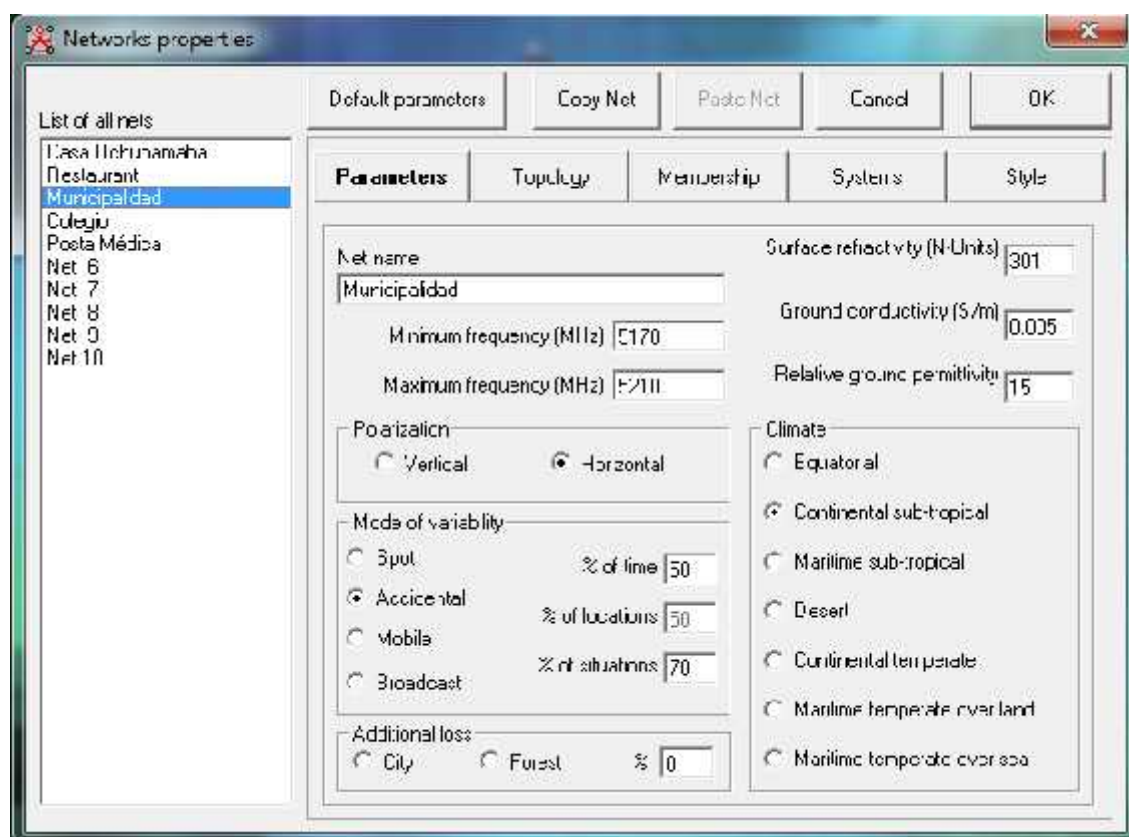 Networks properties
List of all nets
Default parameters
Copy Net
Paste Net
Cancel
OK
Restaurant
Municipalidad
Colegio
Posta Médica
Net 6
Net 7
Net 8
Net 9
Net 10
Parameters
Topology
Membership
Systems
Style
Net name
Municipalidad
Minimum frequency (MHz) 5170
Maximum frequency (MHz) 5210
Surface refractivity (N-Units) 301
Ground conductivity (S/m) 0.005
Relative ground permittivity 15
Polarization
Vertical
Horizontal
Mode of variability
Spot
Accidental
Mobile
Broadcast
% of time 50
% of locations 50
% of situations 70
Additional loss
City
Forest
% 0
Climate
Equatorial
Continental sub-tropical
Maritime sub-tropical
Desert
Continental temperate
Maritime temperate over land
Maritime temperate over sea